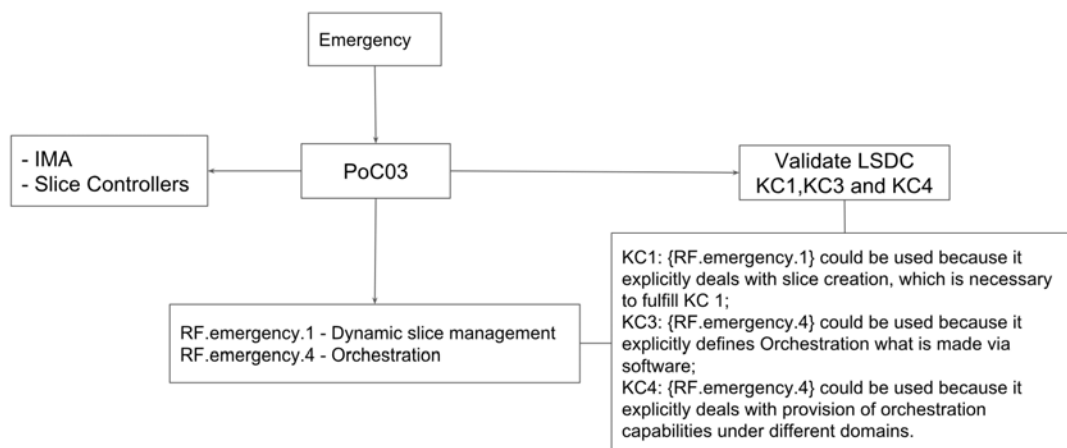 Emergency
- IMA
- Slice Controllers
PoC03
Validate LSDC
KC1,KC3 and KC4
RF.emergency.1 - Dynamic slice management
RF.emergency.4 - Orchestration
KC1: {RF.emergency.1} could be used because it
explicitly deals with slice creation, which is necessary
to fulfill KC 1;
KC3: {RF.emergency.4} could be used because it
explicitly defines Orchestration what is made via
software;
KC4: {RF.emergency.4} could be used because it
explicitly deals with provision of orchestration
capabilities under different domains.